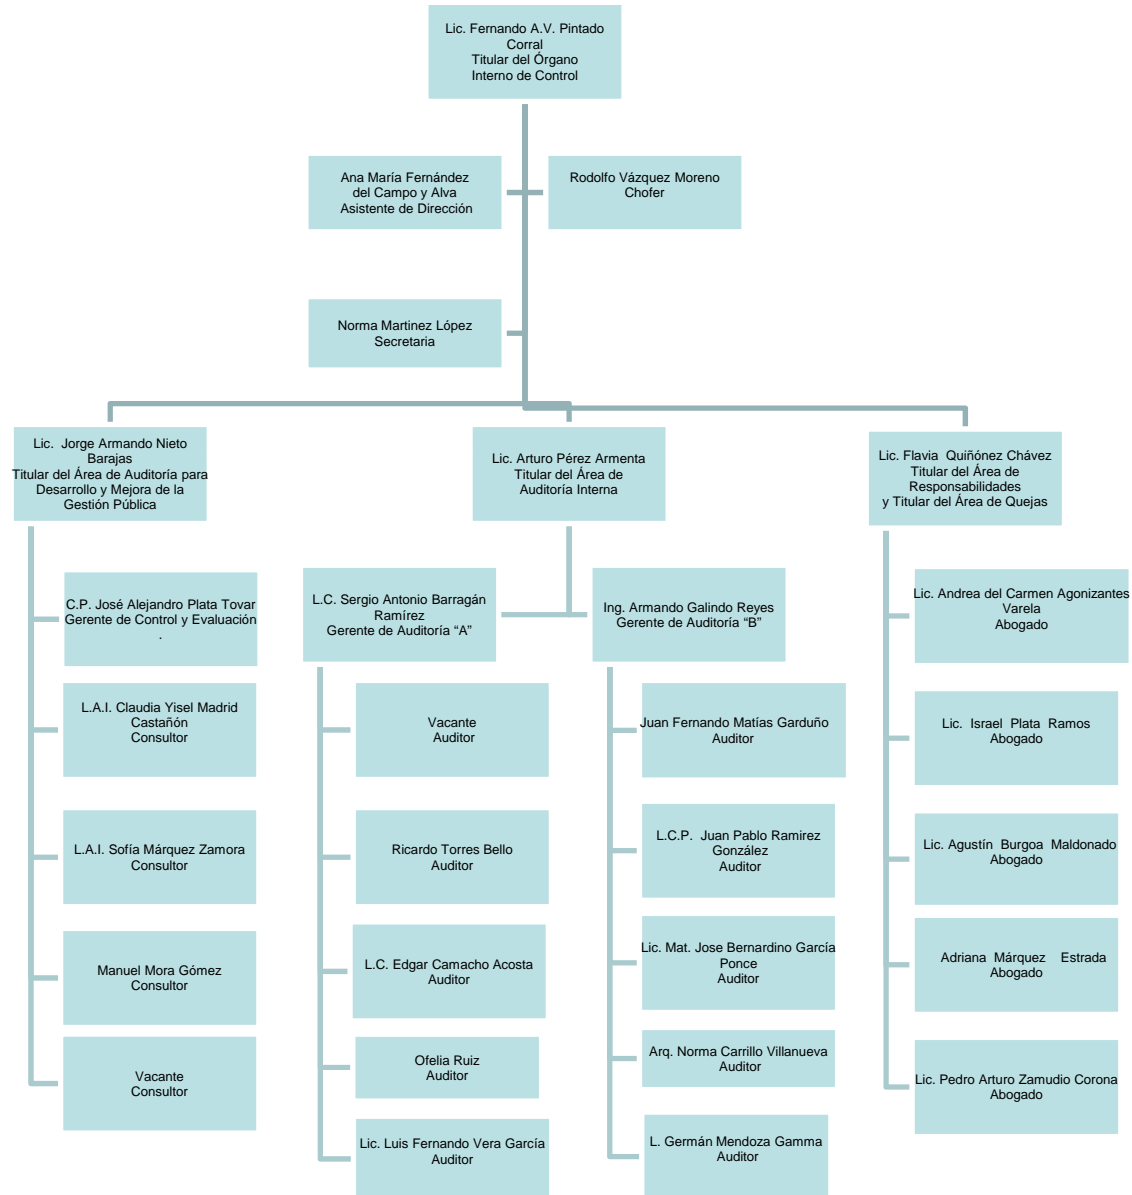 Lic. Fernando A.V. Pintado
Corral
Titular del Órgano
Interno de Control
Ana María Fernández
del Campo y Alva
Asistente de Dirección
Rodolfo Vázquez Moreno
Chofer
Norma Martinez López
Secretaria
Lic. Jorge Armando Nieto
Barajas
Titular del Área de Auditoría para
Desarrollo y Mejora de la
Gestión Pública
Lic. Arturo Pérez Armenta
Titular del Área de
Auditoría Interna
Lic. Flavia Quiñónez Chávez
Titular del Área de
Responsabilidades
y Titular del Área de Quejas
C.P. José Alejandro Plata Tovar
Gerente de Control y Evaluación
.
L.A.I. Claudia Yisel Madrid
Castañón
Consultor
L.A.I. Sofía Márquez Zamora
Consultor
Manuel Mora Gómez
Consultor
Vacante
Consultor
L.C. Sergio Antonio Barragán
Ramírez
Gerente de Auditoría “A”
Vacante
Auditor
Ricardo Torres Bello
Auditor
L.C. Edgar Camacho Acosta
Auditor
Ofelia Ruiz
Auditor
Lic. Luis Fernando Vera García
Auditor
Ing. Armando Galindo Reyes
Gerente de Auditoría “B”
Juan Fernando Matías Garduño
Auditor
L.C.P. Juan Pablo Ramirez
González
Auditor
Lic. Mat. Jose Bernardino García
Ponce
Auditor
Arq. Norma Carrillo Villanueva
Auditor
L. Germán Mendoza Gamma
Auditor
Lic. Andrea del Carmen Agonizantes
Varela
Abogado
Lic. Israel Plata Ramos
Abogado
Lic. Agustín Burgoa Maldonado
Abogado
Adriana Márquez Estrada
Abogado
Lic. Pedro Arturo Zamudio Corona
Abogado